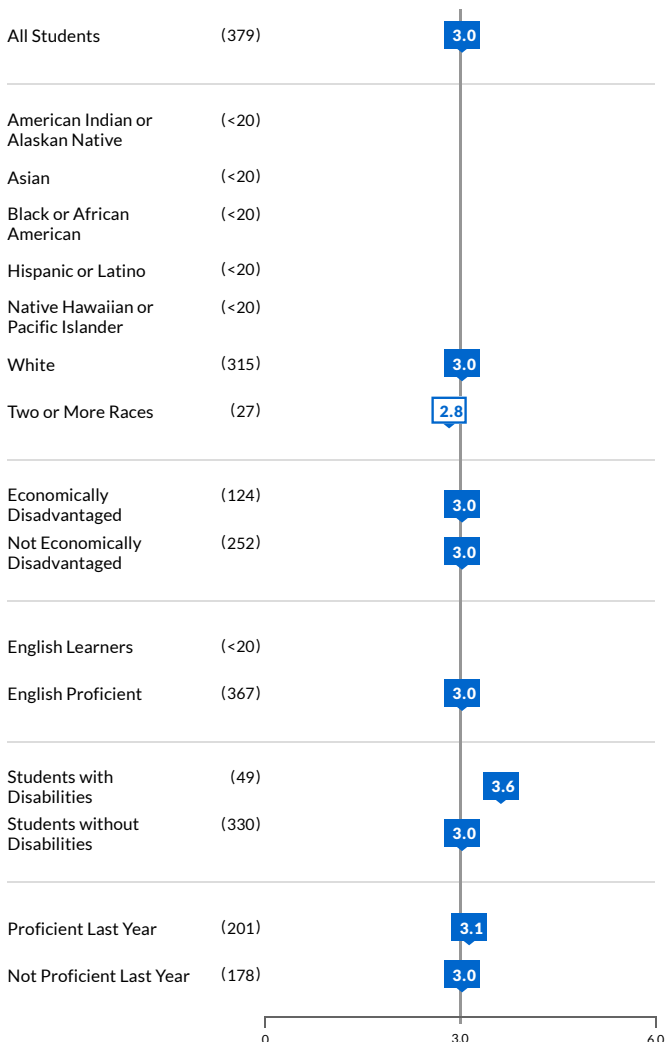 All Students (379) 3.0
American Indian or (<20)
Alaskan Native
Asian (<20)
Black or African (<20)
American
Hispanic or Latino (<20)
Native Hawaiian or (<20)
Pacific Islander
White (315) 3.0
Two or More Races (27) 2.8
Economically (124) 3.0
Disadvantaged
Not Economically (252) 3.0
Disadvantaged
English Learners (<20)
English Proficient (367) 3.0
Students with (49) 3.6
Disabilities
Students without (330) 3.0
Disabilities
Proficient Last Year (201) 3.1
Not Proficient Last Year (178) 3.0
0 3.0 6.0